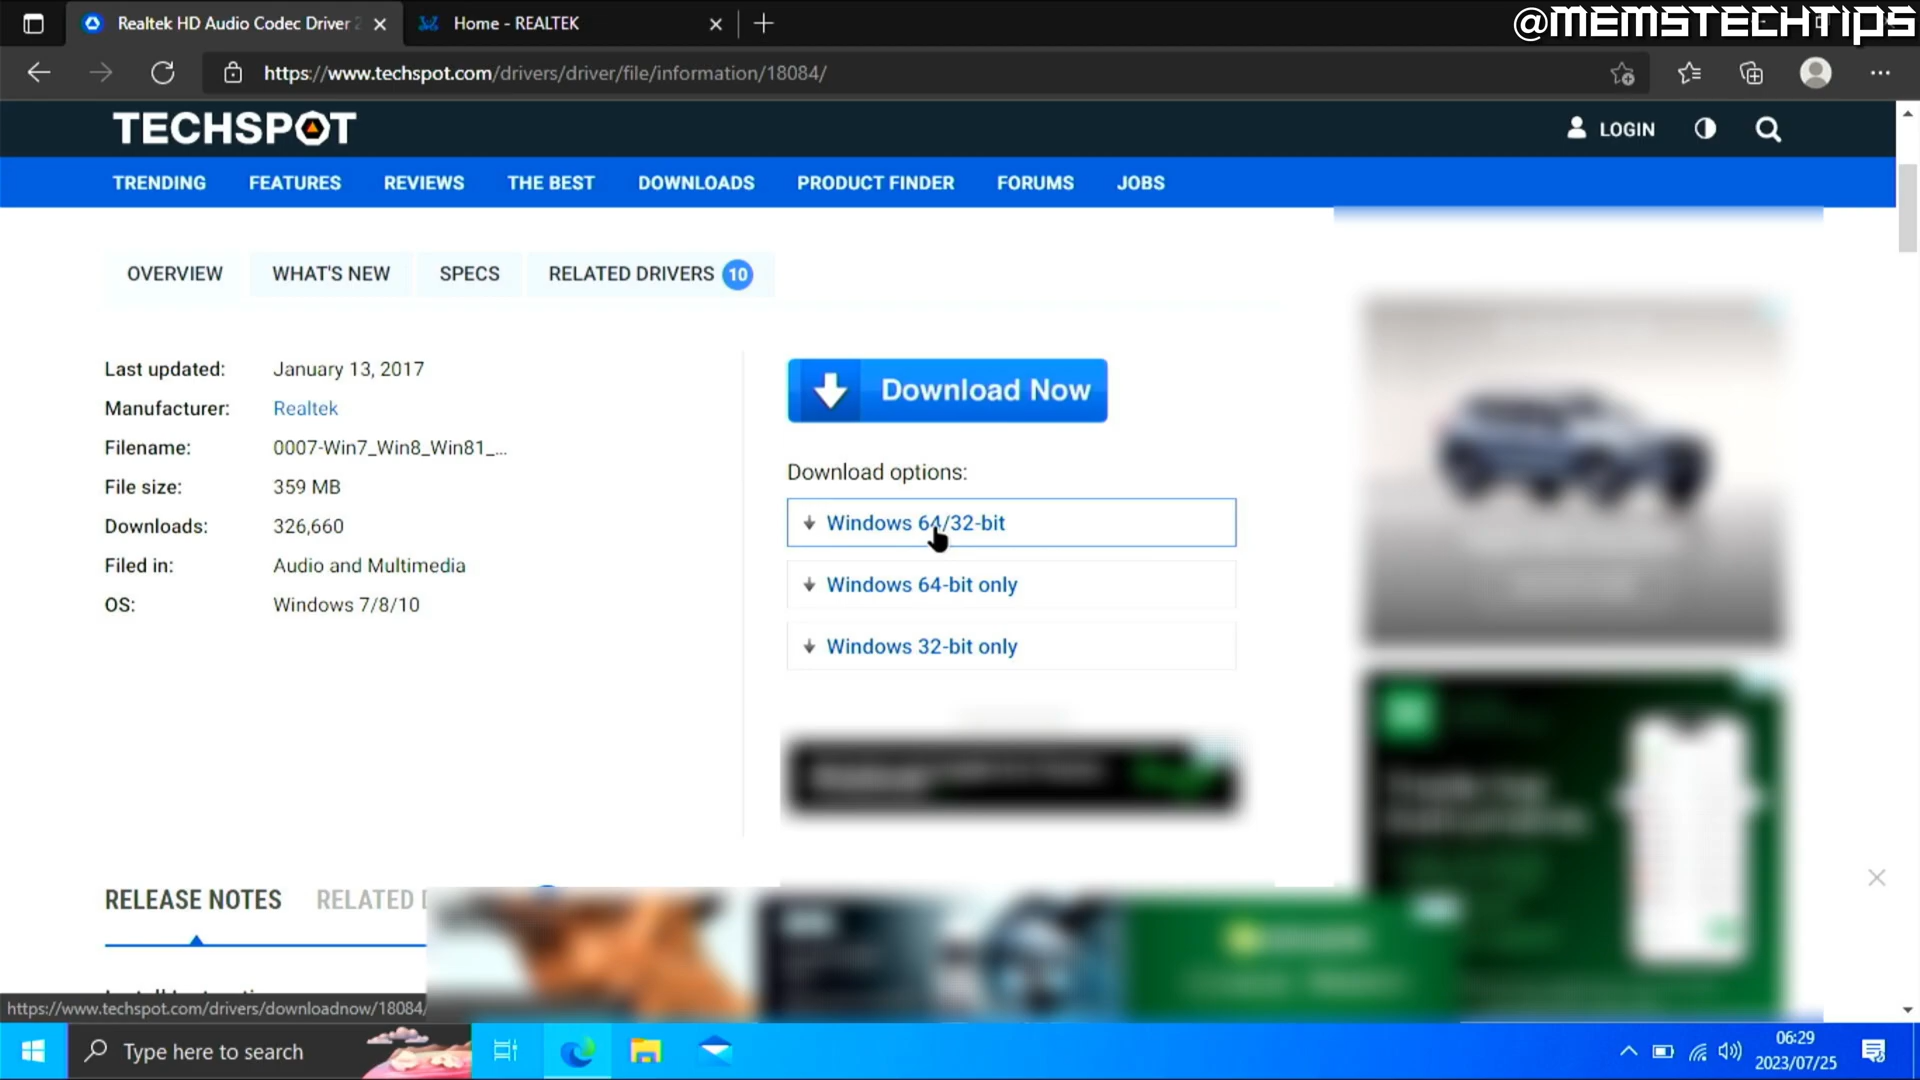 Realtek HD Audio Codec Driver 2
Home - REALTEK
@MEMSTECHTIPS
https://www.techspot.com/drivers/driver/file/information/18084/
TECHSPOT
LOGIN
TRENDING
FEATURES
REVIEWS
THE BEST
DOWNLOADS
PRODUCT FINDER
FORUMS
JOBS
OVERVIEW
WHAT'S NEW
SPECS
RELATED DRIVERS 10
Last updated: January 13, 2017
Manufacturer: Realtek
Filename: 0007-Win7_Win8_Win81_...
File size: 359 MB
Downloads: 326,660
Filed in: Audio and Multimedia
OS: Windows 7/8/10
Download Now
Download options:
Windows 64/32-bit
Windows 64-bit only
Windows 32-bit only
RELEASE NOTES
RELATED
https://www.techspot.com/drivers/downloadnow/18084/
Type here to search
06:29
2023/07/25